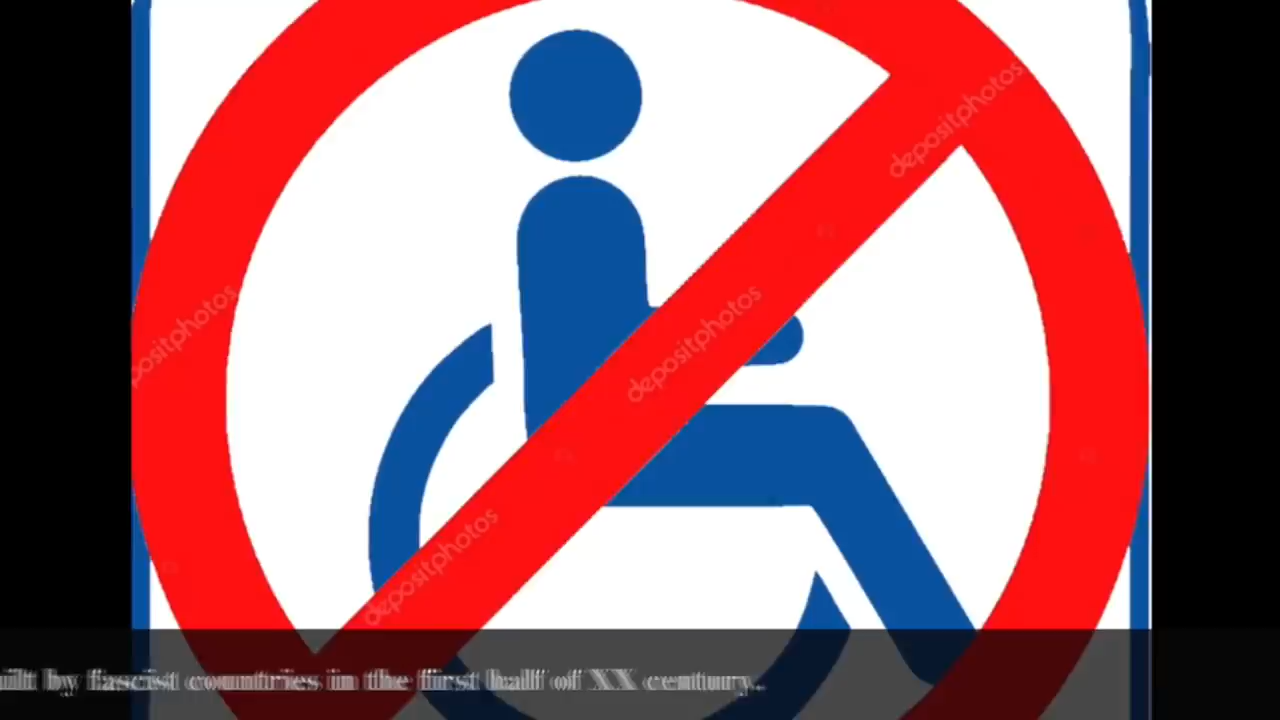 depositphotos
depositphotos
depositphotos
depositphotos
by fascist countries in the first half of XX century.